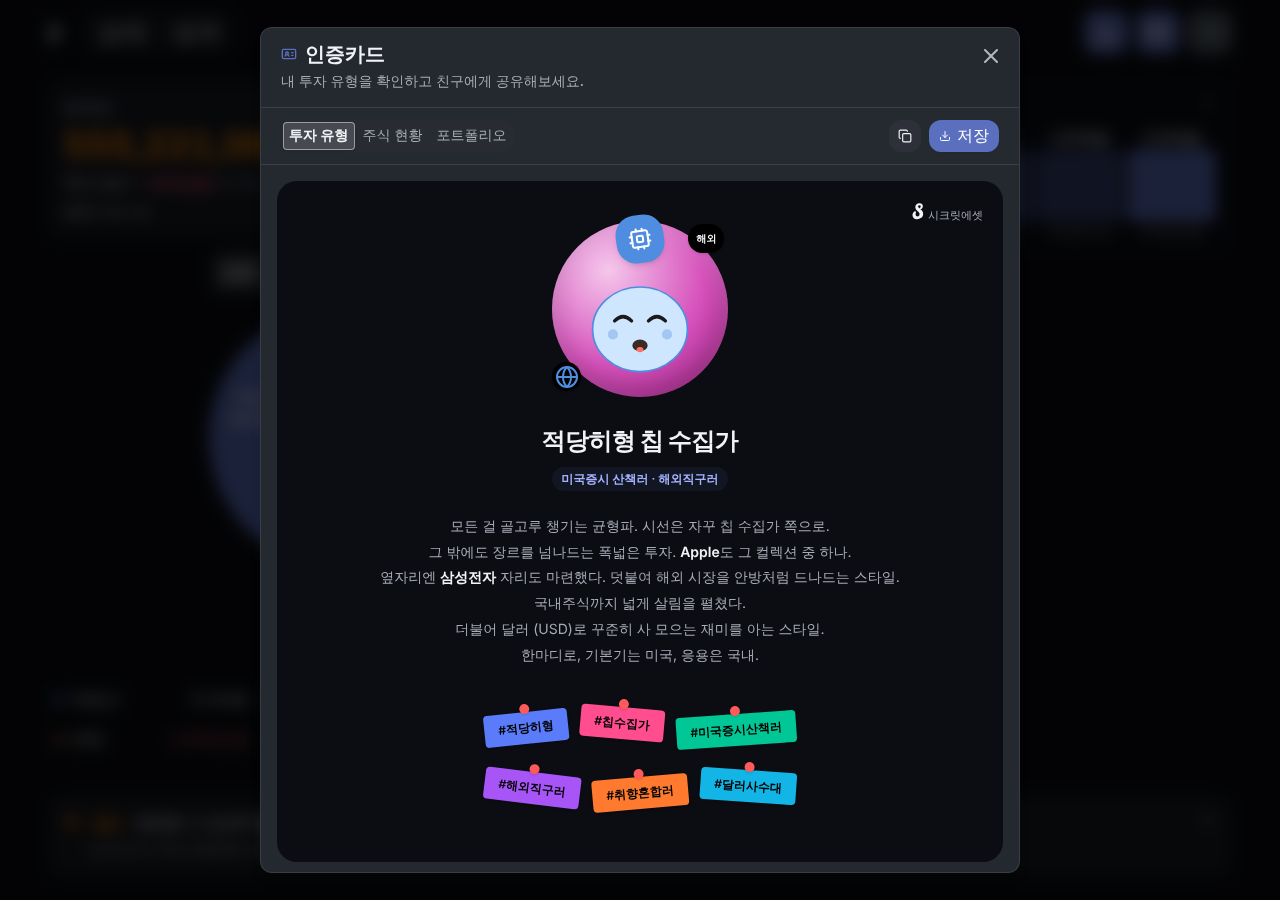 인증카드
내 투자 유형을 확인하고 친구에게 공유해보세요.
투자 유형 주식 현황 포트폴리오
저장
시크릿에셋
해외
적당히형 칩 수집가
미국증시 산책러 · 해외직구러
모든 걸 골고루 챙기는 균형파. 시선은 자꾸 칩 수집가 쪽으로.
그 밖에도 장르를 넘나드는 폭넓은 투자. Apple도 그 컬렉션 중 하나.
옆자리엔 삼성전자 자리도 마련했다. 덧붙여 해외 시장을 안방처럼 드나드는 스타일.
국내주식까지 넓게 살림을 펼쳤다.
더불어 달러 (USD)로 꾸준히 사 모으는 재미를 아는 스타일.
한마디로, 기본기는 미국, 응용은 국내.
#적당히형 #칩수집가 #미국증시산책러
#해외직구러 #취향혼합러 #달러사수대